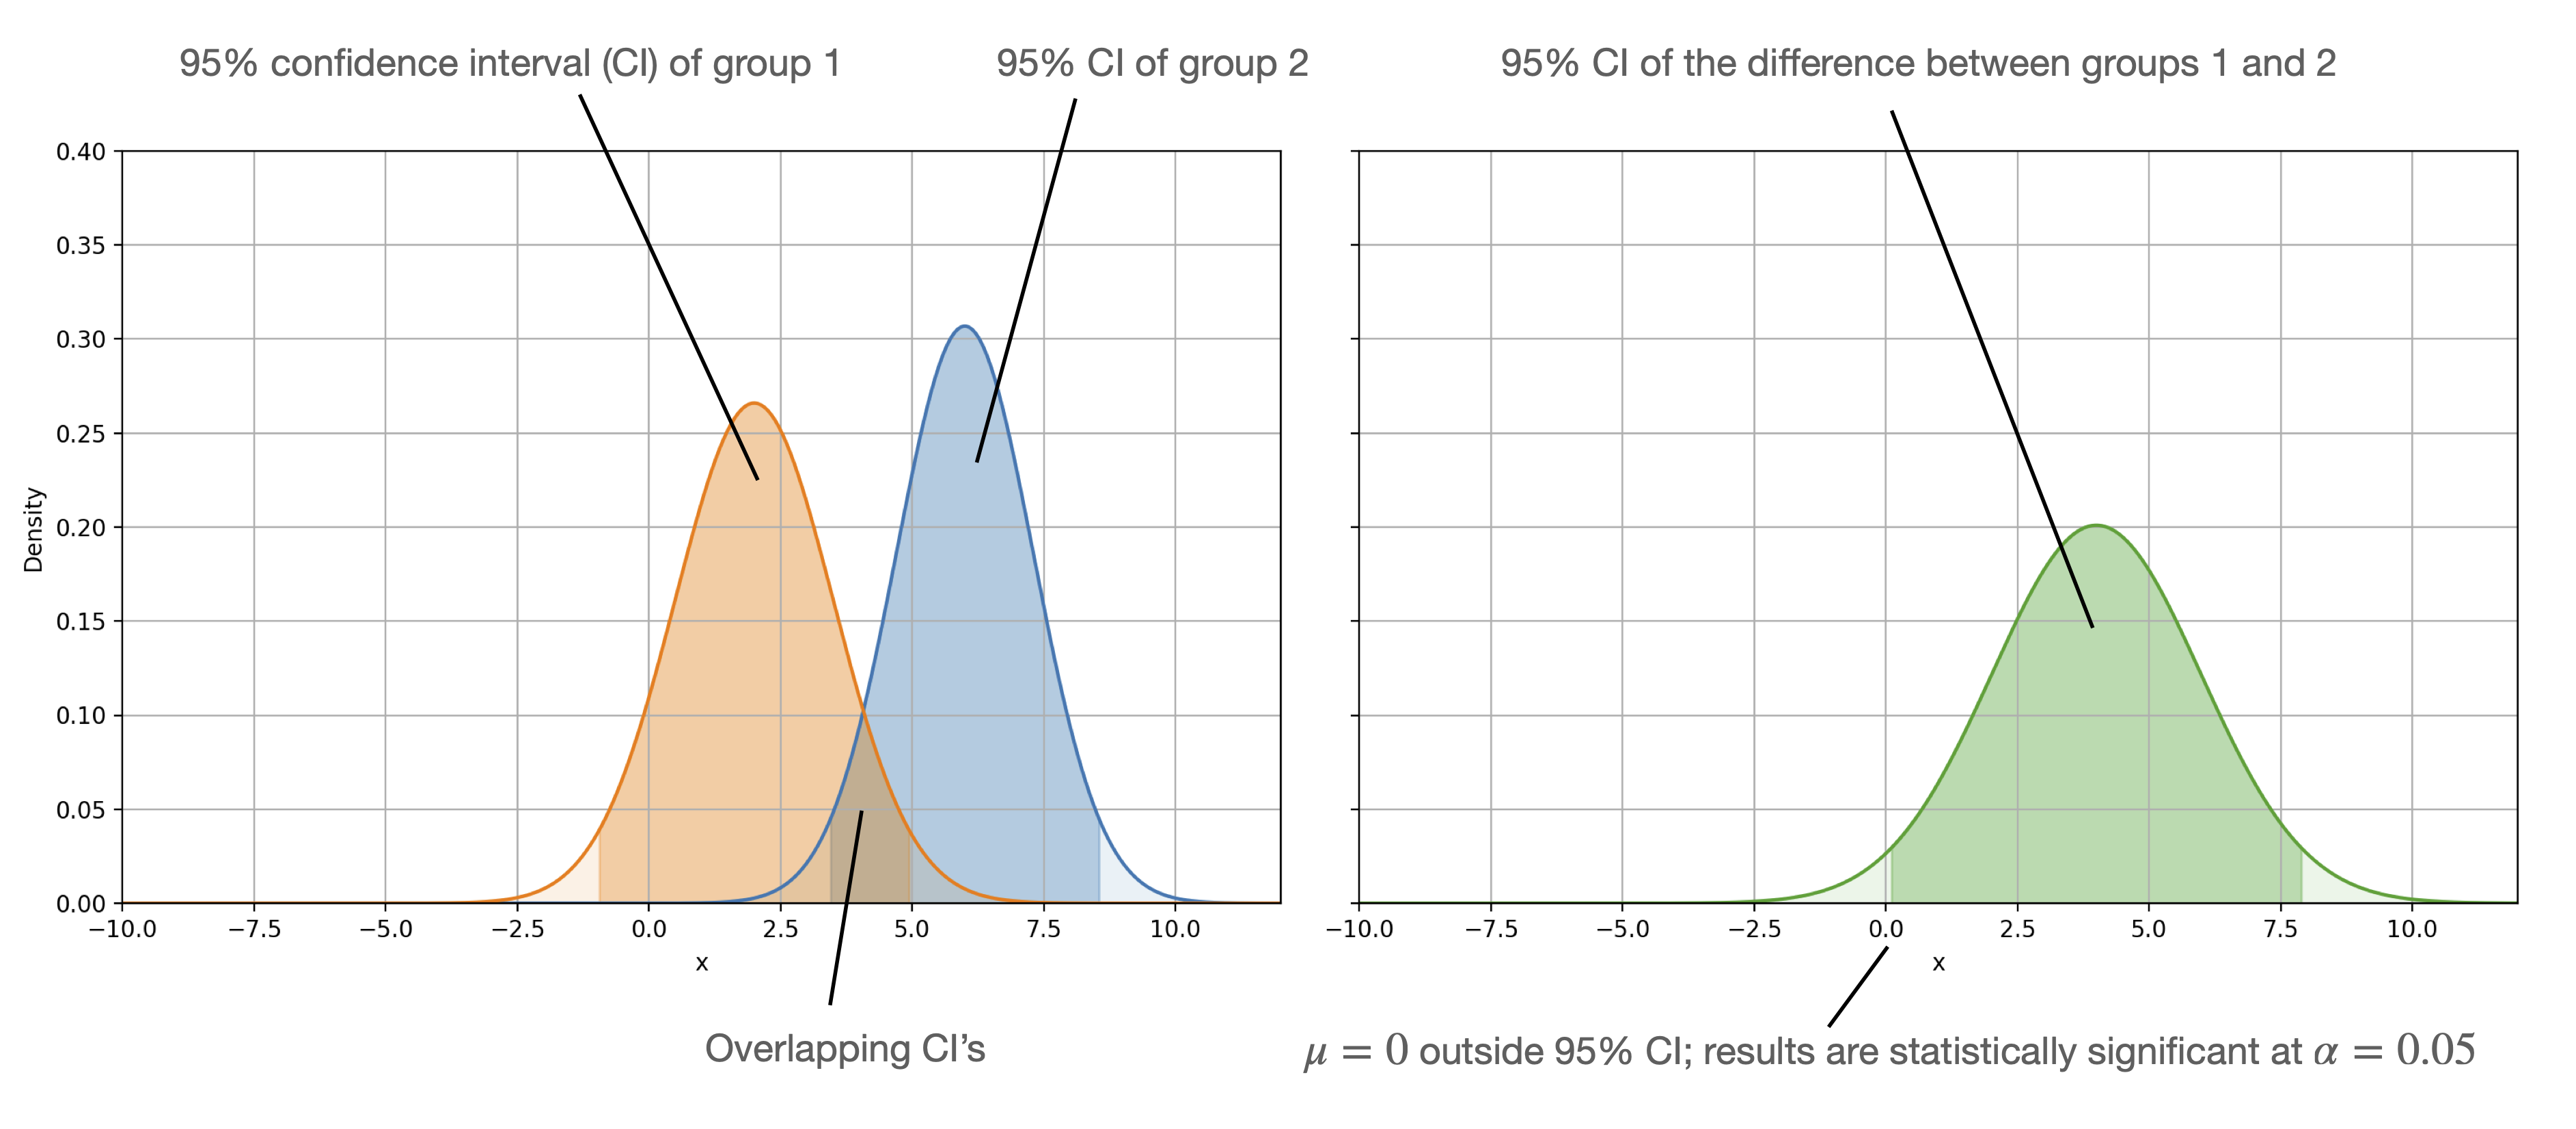 95% confidence interval (CI) of group 1
95% CI of group 2
95% CI of the difference between groups 1 and 2
0.40
0.35
0.30
0.25
0.20
0.15
0.10
0.05
0.00
Density
−10.0 −7.5 −5.0 −2.5 0.0 2.5 5.0 7.5 10.0
x
−10.0 −7.5 −5.0 −2.5 0.0 2.5 5.0 7.5 10.0
x
Overlapping CI’s
μ = 0 outside 95% CI; results are statistically significant at α = 0.05